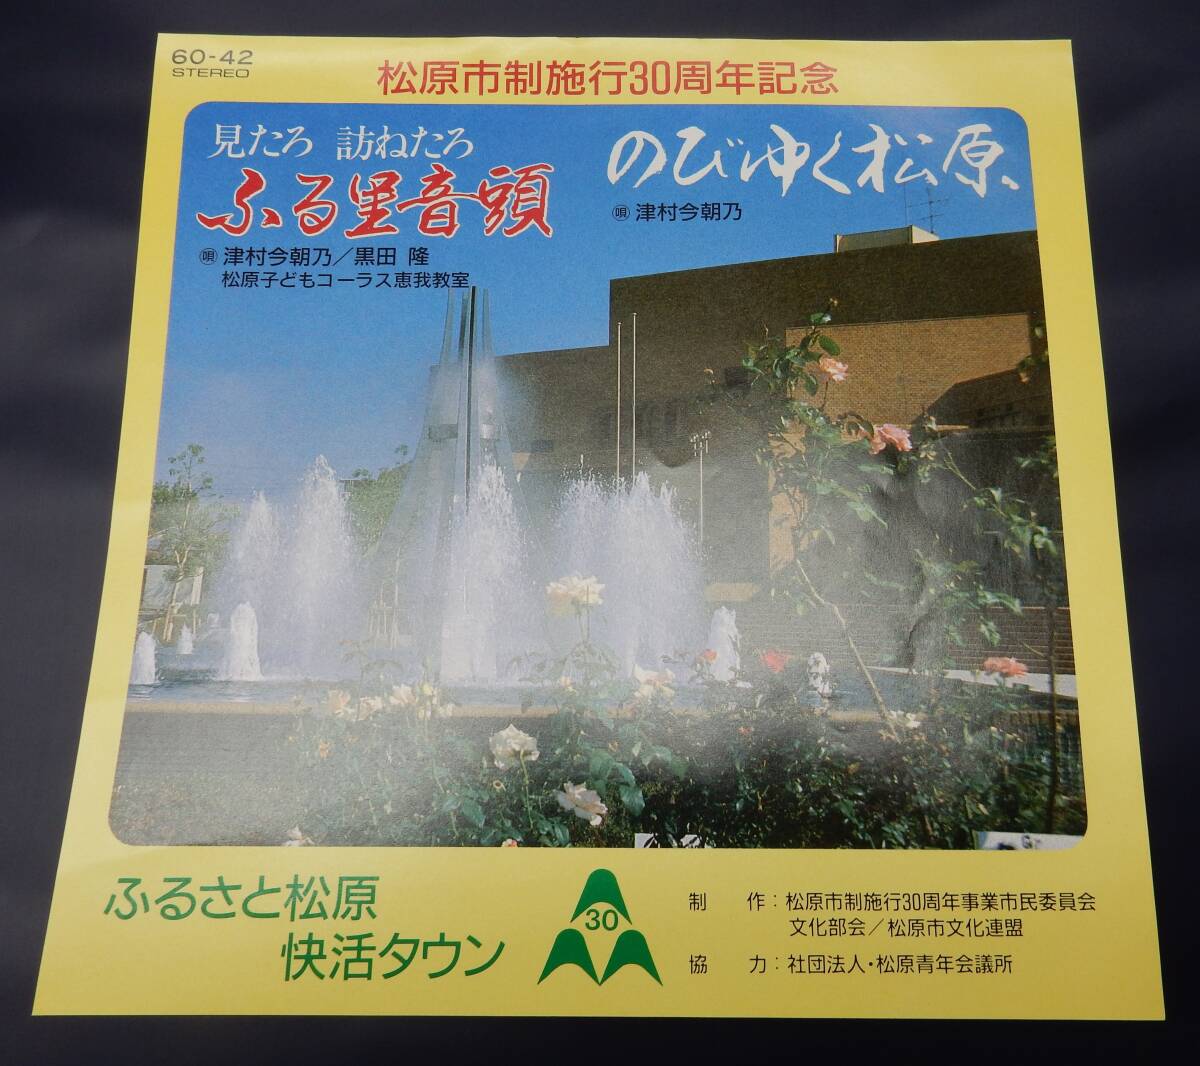 60-42
STEREO
松原市制施行30周年記念
見たろ 訪ねたろ
ふる里音頭
唄 津村今朝乃／黒田 隆
松原子どもコーラス恵我教室
のびゆく松原
唄 津村今朝乃
ふるさと松原
快活タウン
30
制 作：松原市制施行30周年事業市民委員会
文化部会／松原市文化連盟
協 力：社団法人・松原青年会議所